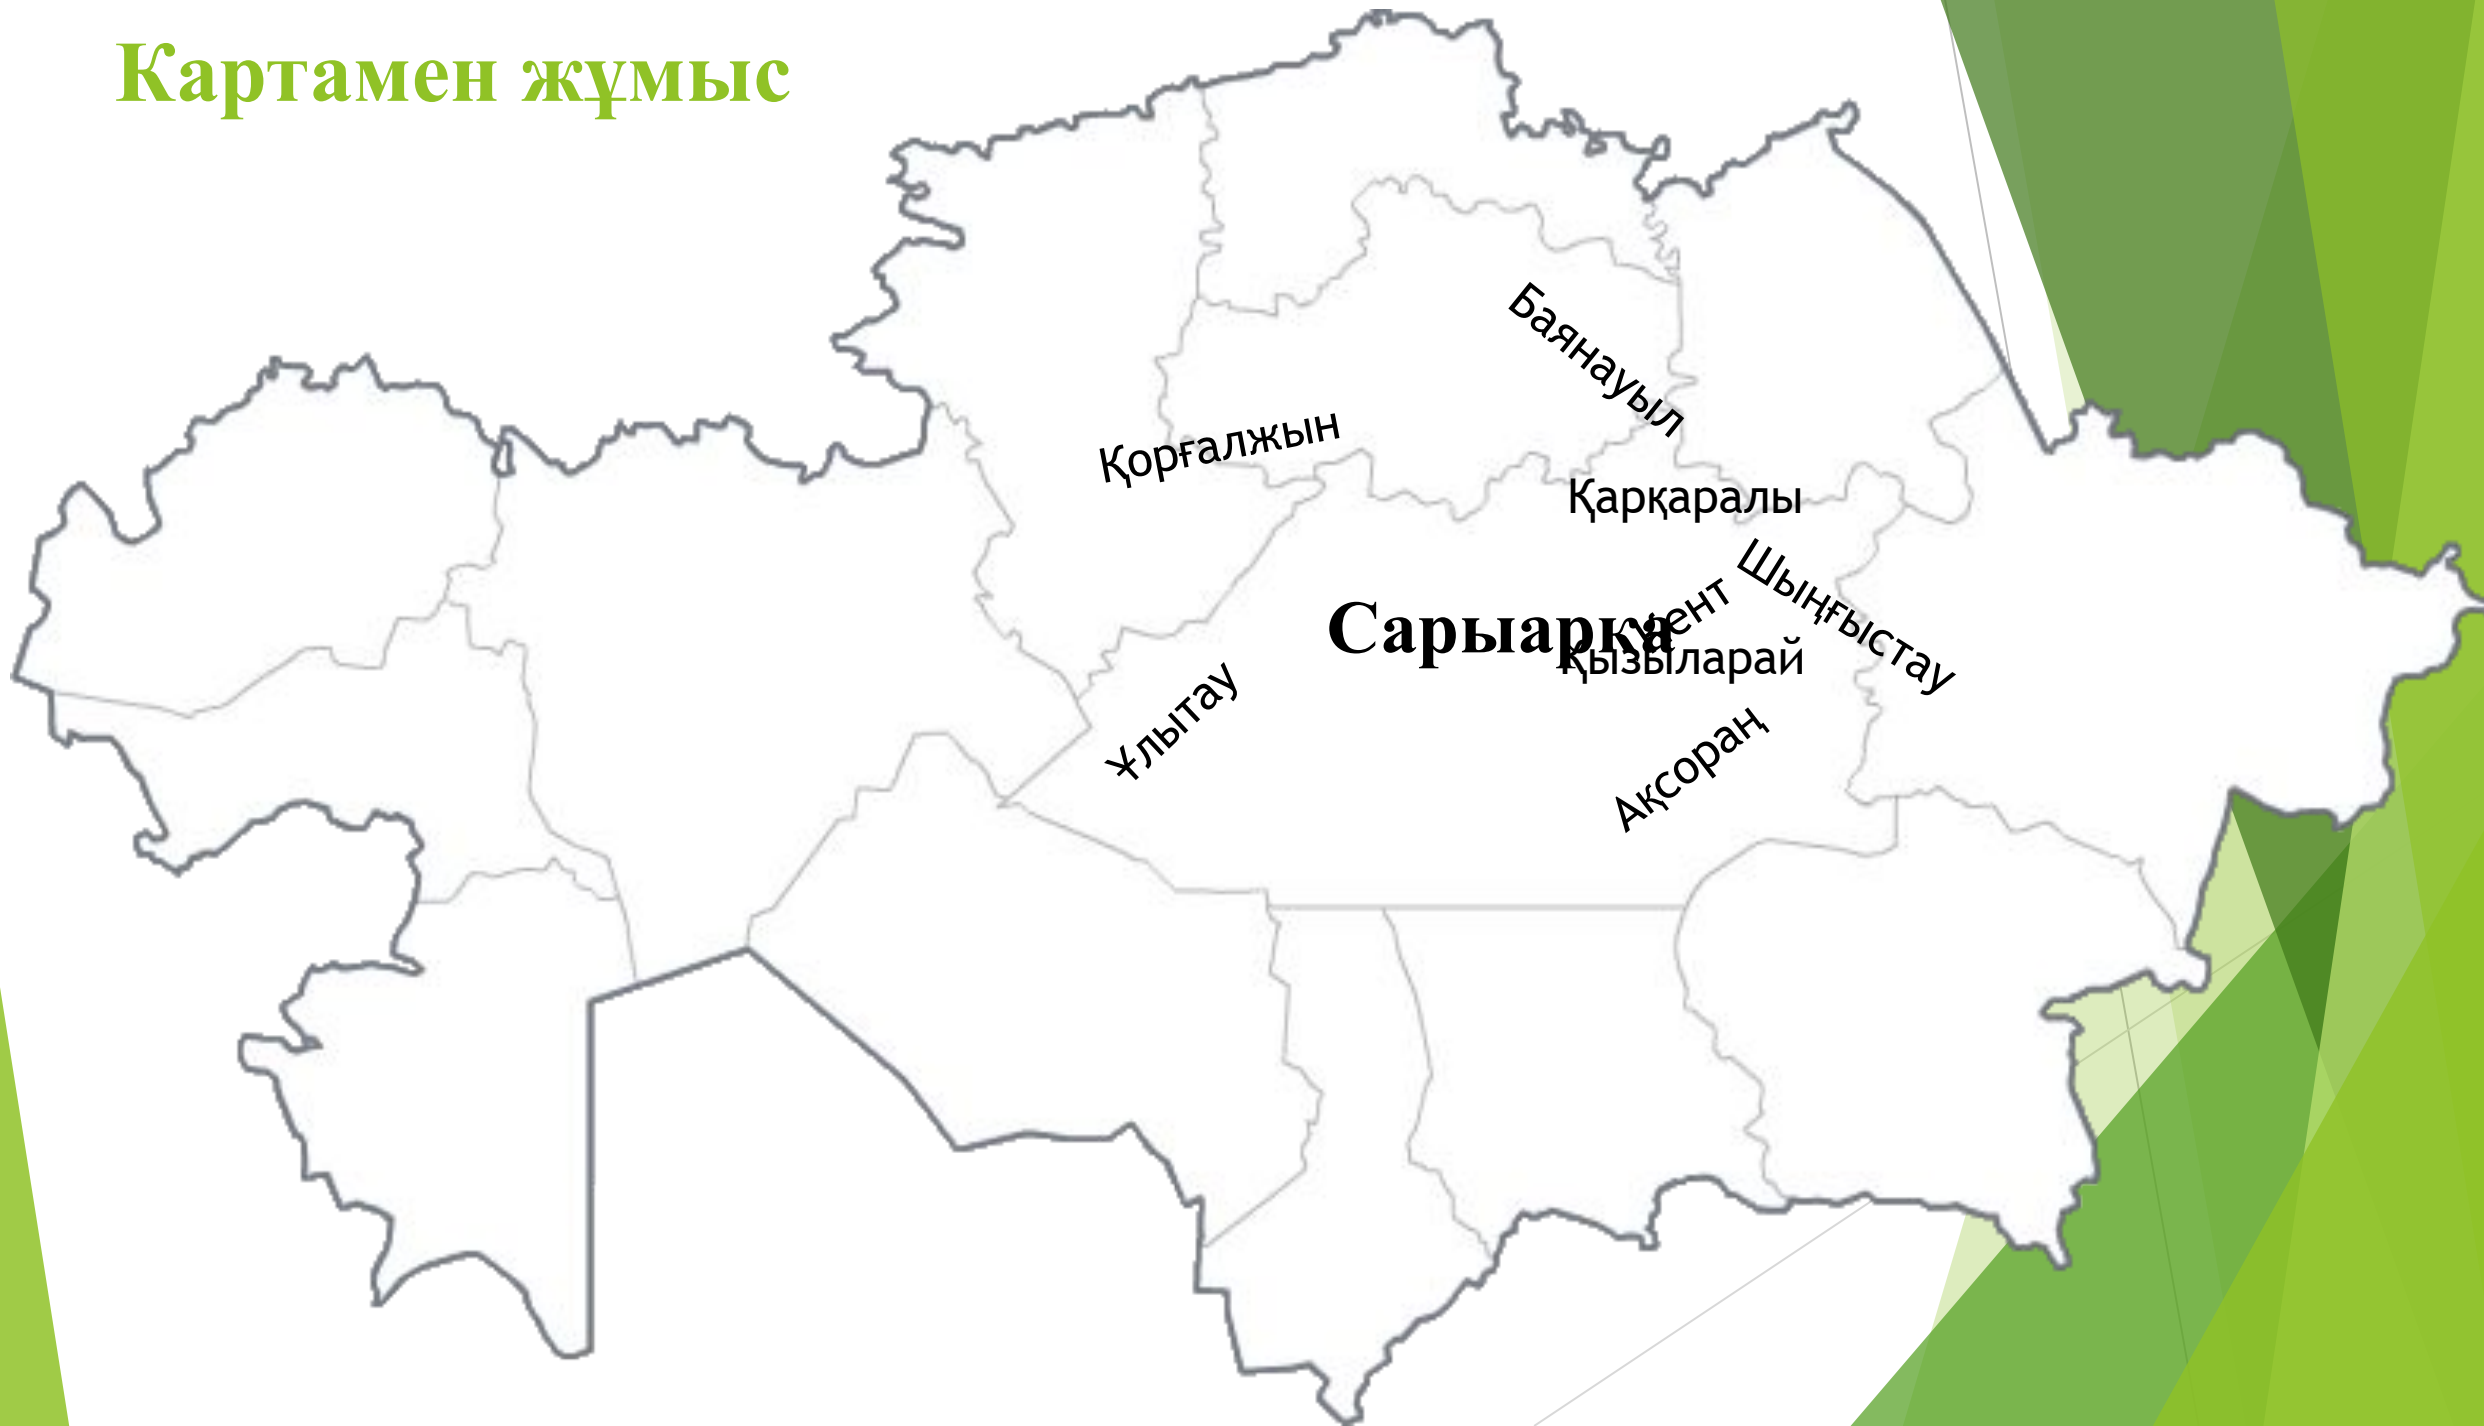 Картамен жұмыс
Баянауыл
Қорғалжын
Қарқаралы
Шыңғыстау
Сарыарқа
Қызыларай
Ұлытау
Ақсораң